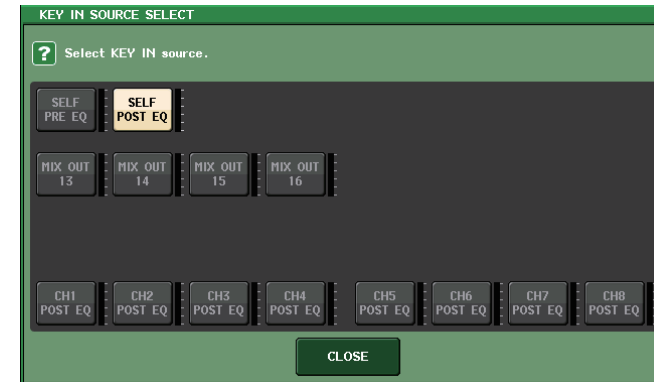 KEY IN SOURCE SELECT
? Select KEY IN source.
SELF SELF
PRE EQ POST EQ
MIX OUT MIX OUT MIX OUT MIX OUT
13 14 15 16
CH1 CH2 CH3 CH4 CH5 CH6 CH7 CH8
POST EQ POST EQ POST EQ POST EQ POST EQ POST EQ POST EQ POST EQ
CLOSE